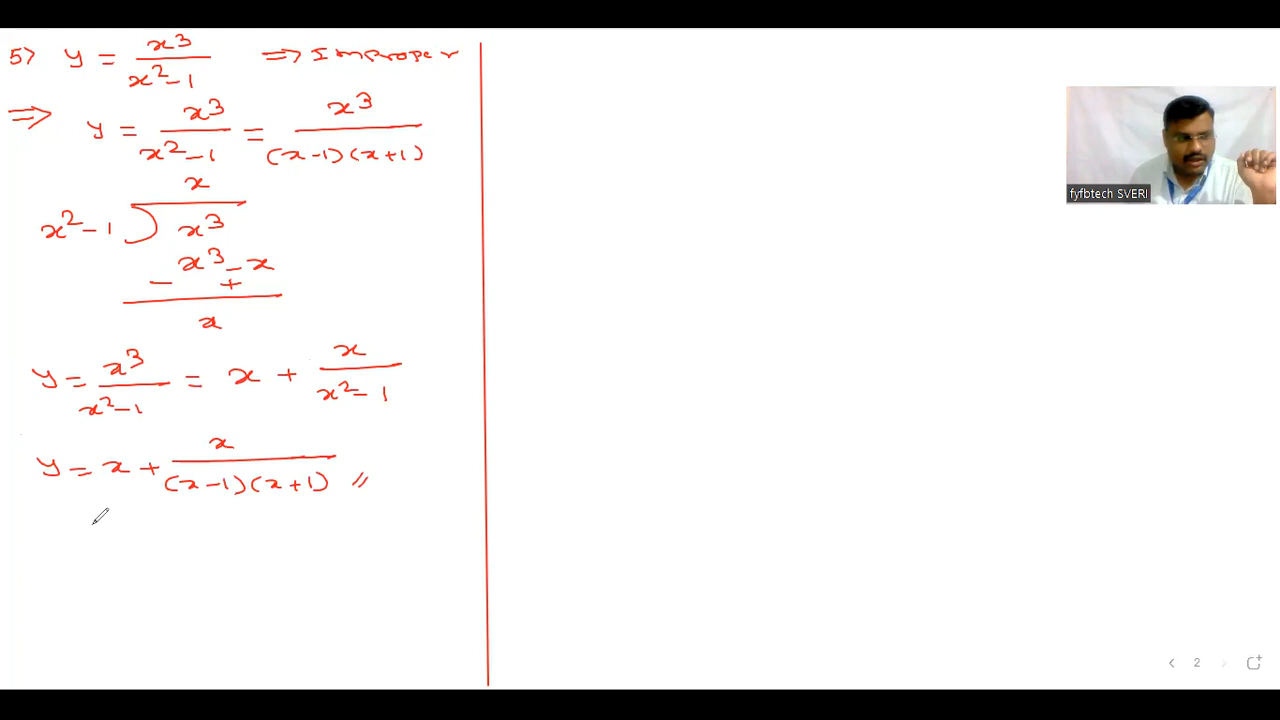 5) y = x³/(x²-1) ⇒ Improper
⇒ y = x³/(x²-1) = x³/((x-1)(x+1))
x
x²-1 ) x³
x³ - x
- +
x
y = x³/(x²-1) = x + x/(x²-1)
y = x + x/((x-1)(x+1)) //
fyfbtech SVERI
2